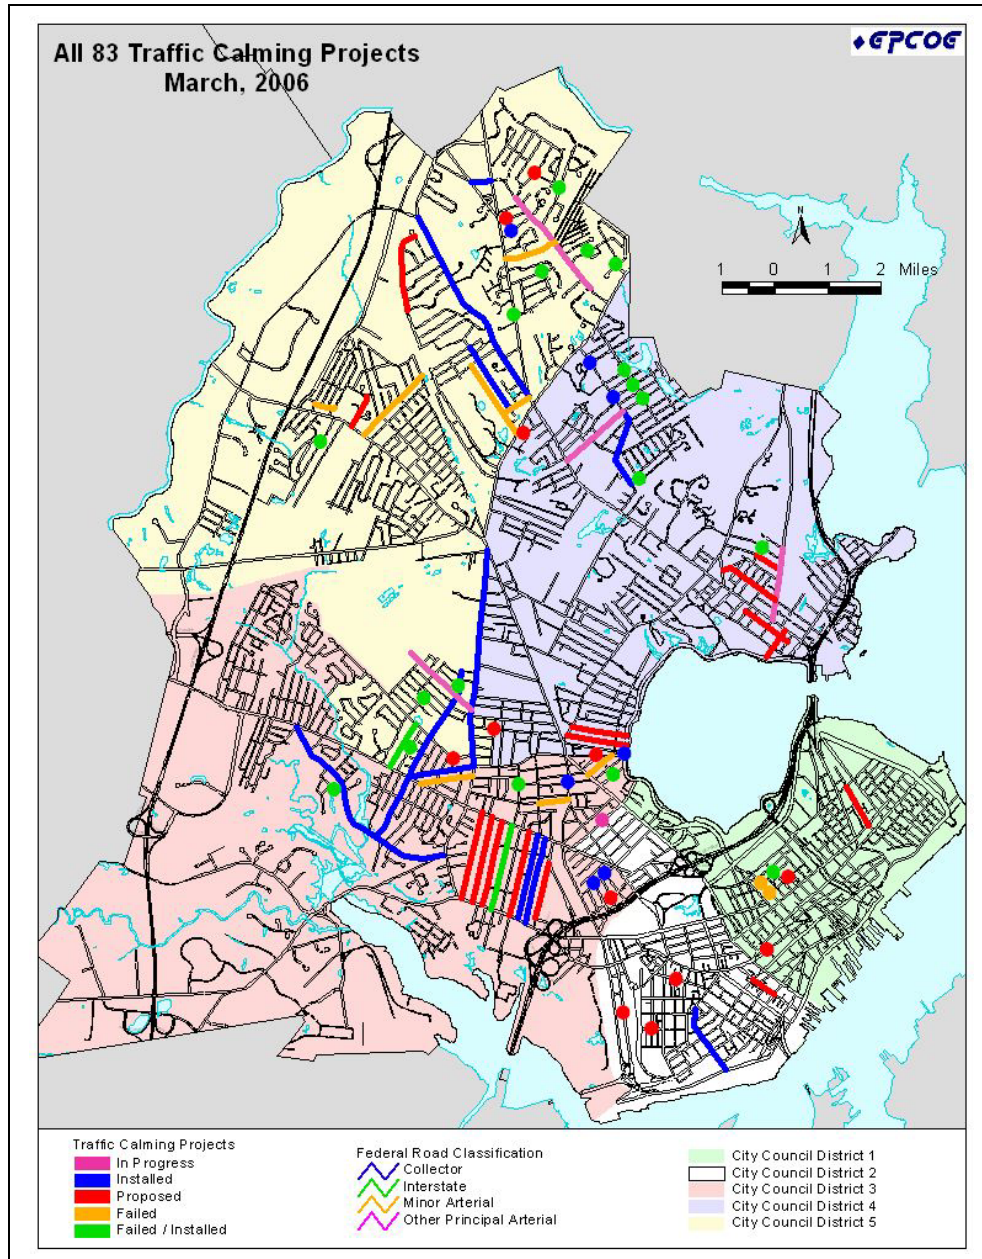 All 83 Traffic Calming Projects
March, 2006
EPCOG
N
1 0 1 2 Miles
Traffic Calming Projects
In Progress
Installed
Proposed
Failed
Failed / Installed
Federal Road Classification
Collector
Interstate
Minor Arterial
Other Principal Arterial
City Council District 1
City Council District 2
City Council District 3
City Council District 4
City Council District 5